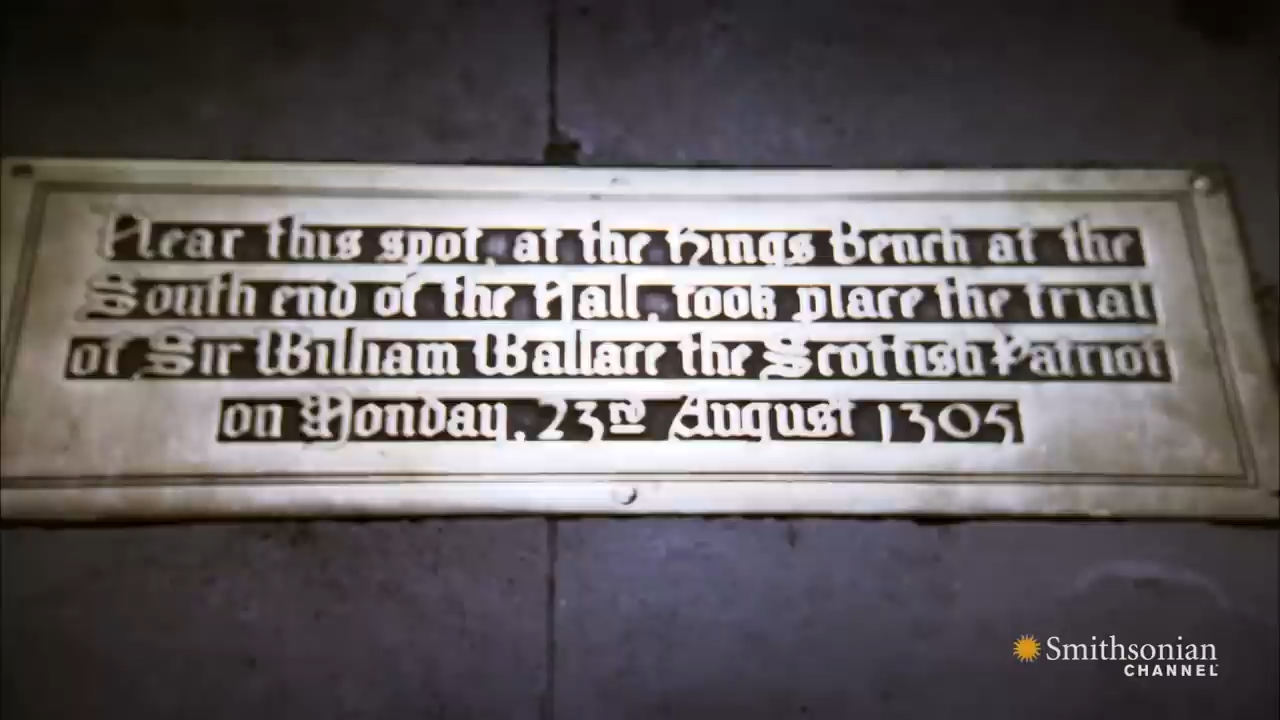 Near this spot, at the Kings Bench at the
South end of the Hall, took place the trial
of Sir William Wallace the Scottish Patriot
on Monday, 23rd August 1305
Smithsonian
CHANNEL